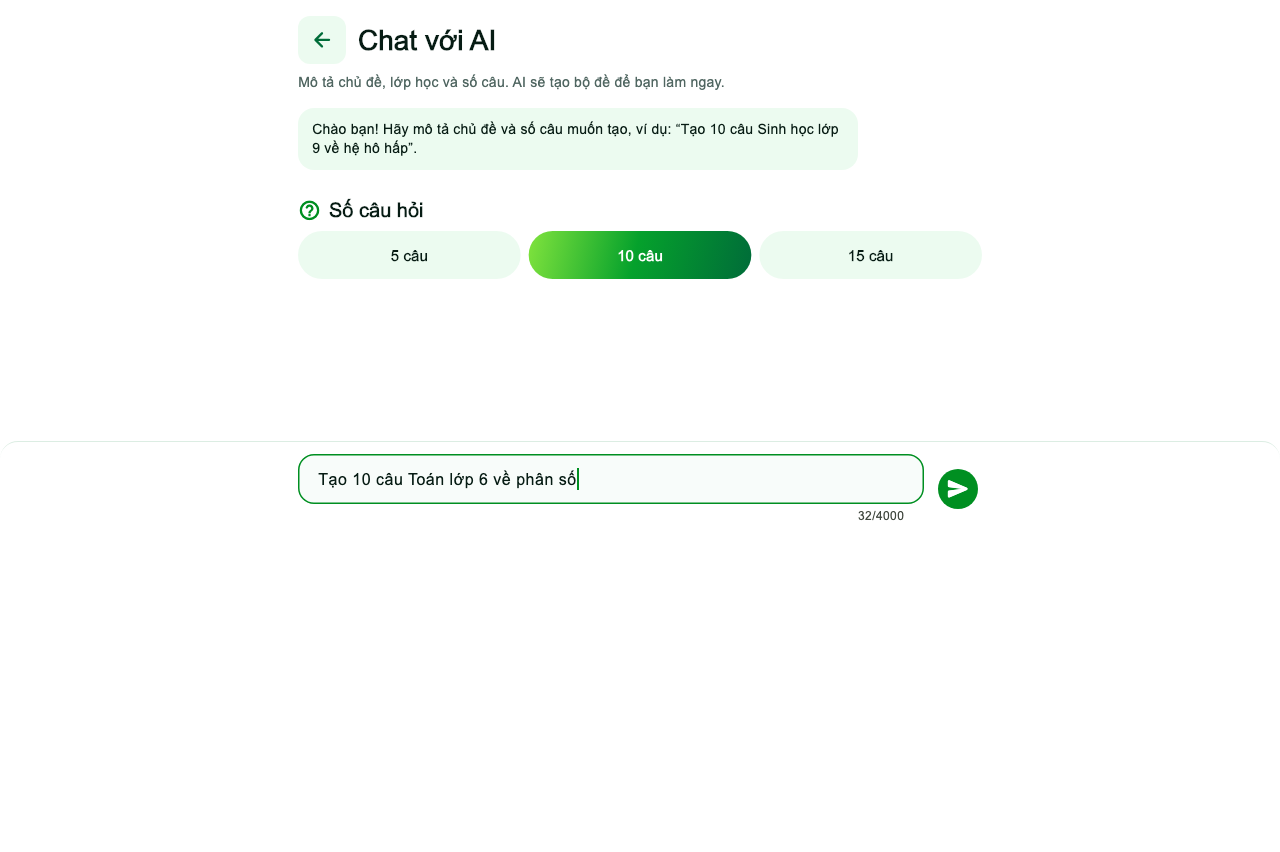 Chat với AI
Mô tả chủ đề, lớp học và số câu. AI sẽ tạo bộ đề để bạn làm ngay.
Chào bạn! Hãy mô tả chủ đề và số câu muốn tạo, ví dụ: “Tạo 10 câu Sinh học lớp
9 về hệ hô hấp”.
Số câu hỏi
5 câu
10 câu
15 câu
Tạo 10 câu Toán lớp 6 về phân số
32/4000